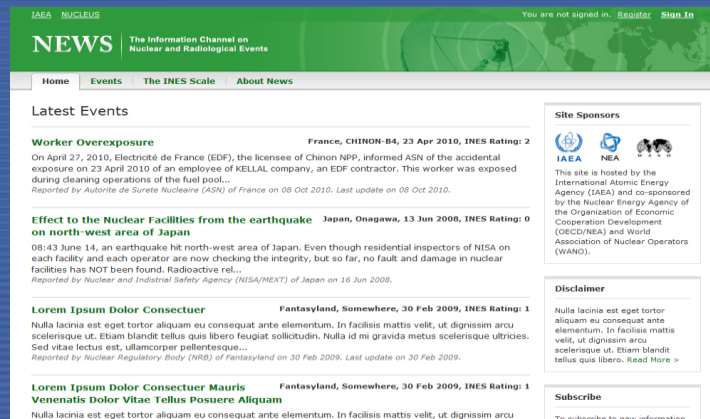 IAEA NUCLEUS
You are not signed in. Register Sign In
NEWS
The Information Channel on
Nuclear and Radiological Events
Home Events The INES Scale About News
Latest Events
Worker Overexposure
France, CHINON-B4, 23 Apr 2010, INES Rating: 2
On April 27, 2010, Electricité de France (EDF), the licensee of Chinon NPP, informed ASN of the accidental
exposure on 23 April 2010 of an employee of KELLAL company, an EDF contractor. This worker was exposed
during cleaning operations of the fuel pool...
Reported by Autorite de Surete Nucleaire (ASN) of France on 08 Oct 2010. Last update on 08 Oct 2010.
Effect to the Nuclear Facilities from the earthquake
on north-west area of Japan
Japan, Onagawa, 13 Jun 2008, INES Rating: 0
08:43 June 14, an earthquake hit north-west area of Japan. Even though residential inspectors of NISA on
each facility and each operator are now checking the integrity, but so far, no fault and damage in nuclear
facilities has NOT been found. Radioactive rel...
Reported by Nuclear and Indistrial Safety Agency (NISA/MEXT) of Japan on 16 Jun 2008.
Lorem Ipsum Dolor Consectuer
Fantasyland, Somewhere, 30 Feb 2009, INES Rating: 1
Nulla lacinia est eget tortor aliquam eu consequat ante elementum. In facilisis mattis velit, ut dignissim arcu
scelerisque ut. Etiam blandit tellus quis libero feugiat sollicitudin. Nulla id mi gravida metus scelerisque ultricies.
Sed vitae lectus est, ullamcorper pellentesque...
Reported by Nuclear Regulatory Body (NRB) of Fantasyland on 30 Feb 2009. Last update on 30 Feb 2009.
Lorem Ipsum Dolor Consectuer Mauris
Venenatis Dolor Vitae Tellus Posuere Aliquam
Fantasyland, Somewhere, 30 Feb 2009, INES Rating: 1
Nulla lacinia est eget tortor aliquam eu consequat ante elementum. In facilisis mattis velit, ut dignissim arcu
Site Sponsors
IAEA NEA WANO
This site is hosted by the
International Atomic Energy
Agency (IAEA) and co-sponsored
by the Nuclear Energy Agency of
the Organization of Economic
Cooperation Development
(OECD/NEA) and World
Association of Nuclear Operators
(WANO).
Disclaimer
Nulla lacinia est eget tortor
aliquam eu consequat ante
elementum. In facilisis mattis
velit, ut dignissim arcu
scelerisque ut. Etiam blandit
tellus quis libero. Read More >
Subscribe
To subscribe to new information